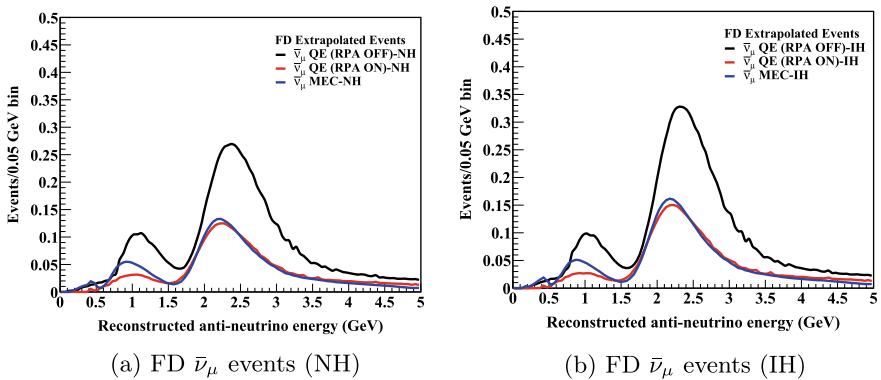 FD Extrapolated Events
ν̄μ QE (RPA OFF)-NH
ν̄μ QE (RPA ON)-NH
ν̄μ MEC-NH
Events/0.05 GeV bin
0.5
0.45
0.4
0.35
0.3
0.25
0.2
0.15
0.1
0.05
0
0 0.5 1 1.5 2 2.5 3 3.5 4 4.5 5
Reconstructed anti-neutrino energy (GeV)
(a) FD ν̄μ events (NH)
FD Extrapolated Events
ν̄μ QE (RPA OFF)-IH
ν̄μ QE (RPA ON)-IH
ν̄μ MEC-IH
Events/0.05 GeV bin
0.5
0.45
0.4
0.35
0.3
0.25
0.2
0.15
0.1
0.05
0
0 0.5 1 1.5 2 2.5 3 3.5 4 4.5 5
Reconstructed anti-neutrino energy (GeV)
(b) FD ν̄μ events (IH)